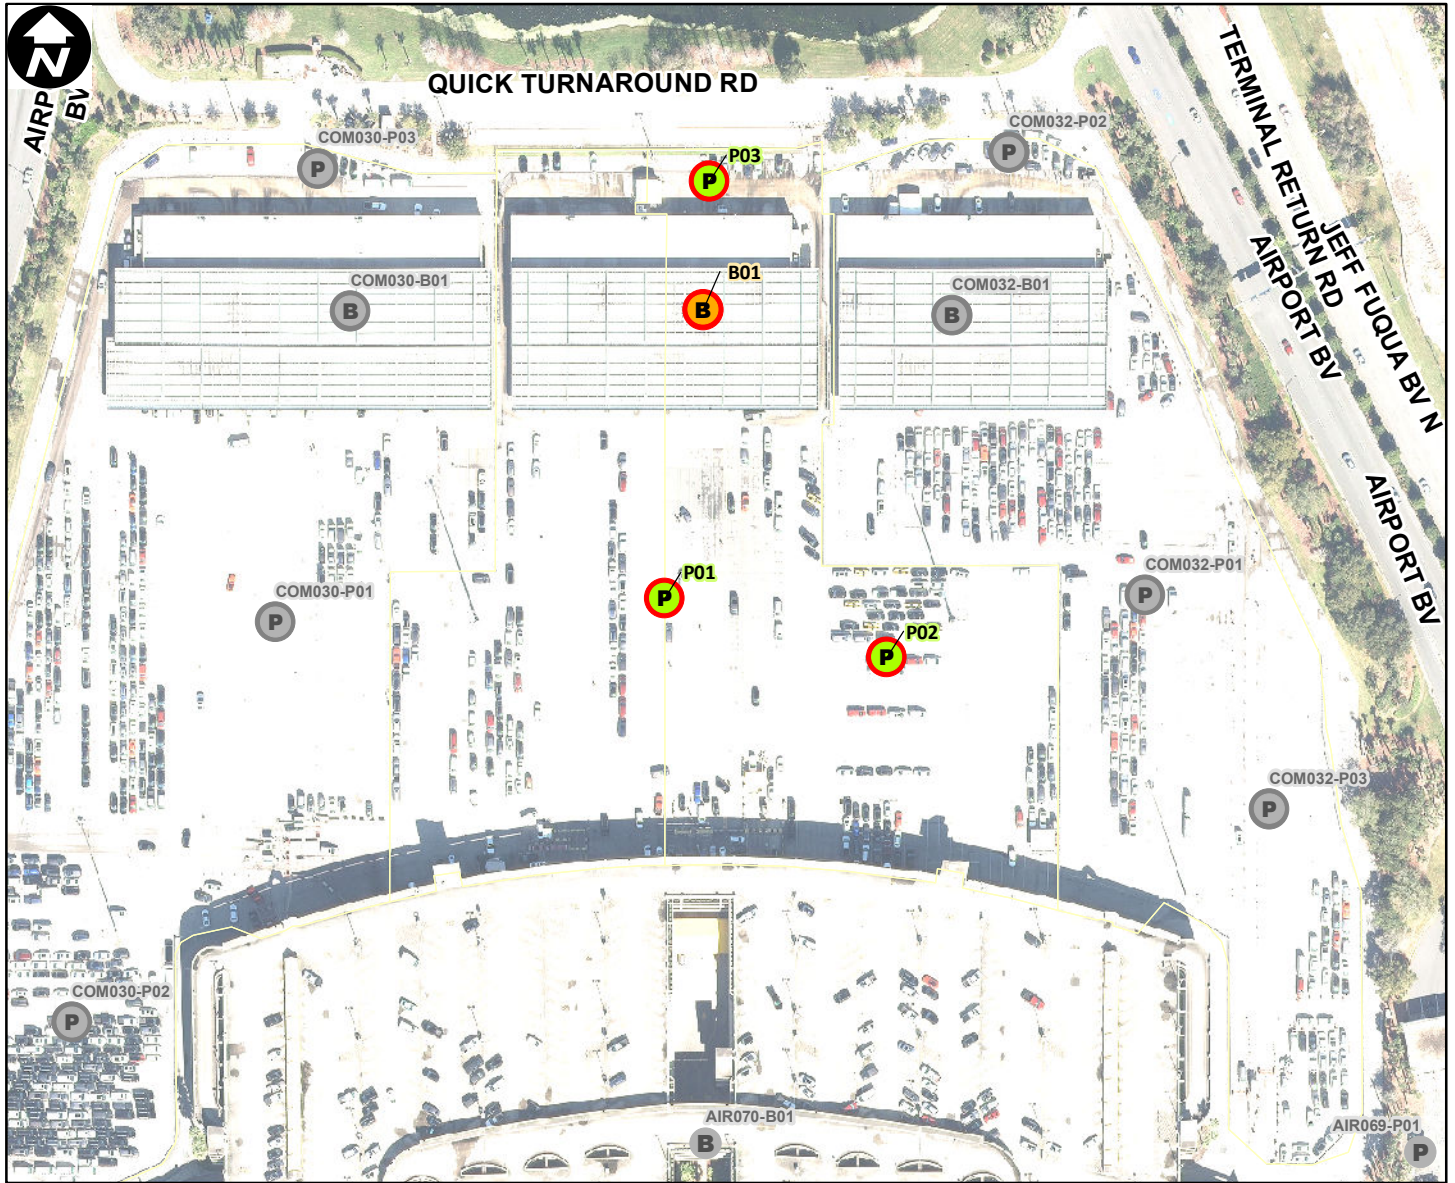 N
AIRP
BV
QUICK TURNAROUND RD
TERMINAL RETURN RD
JEFF FUQUA BV N
AIRPORT BV
AIRPORT BV
COM030-P03
P
P03
P
COM032-P02
P
COM030-B01
B
B01
B
COM032-B01
B
COM030-P01
P
P01
P
P02
P
COM032-P01
P
COM032-P03
P
COM030-P02
P
AIR070-B01
B
AIR069-P01
P